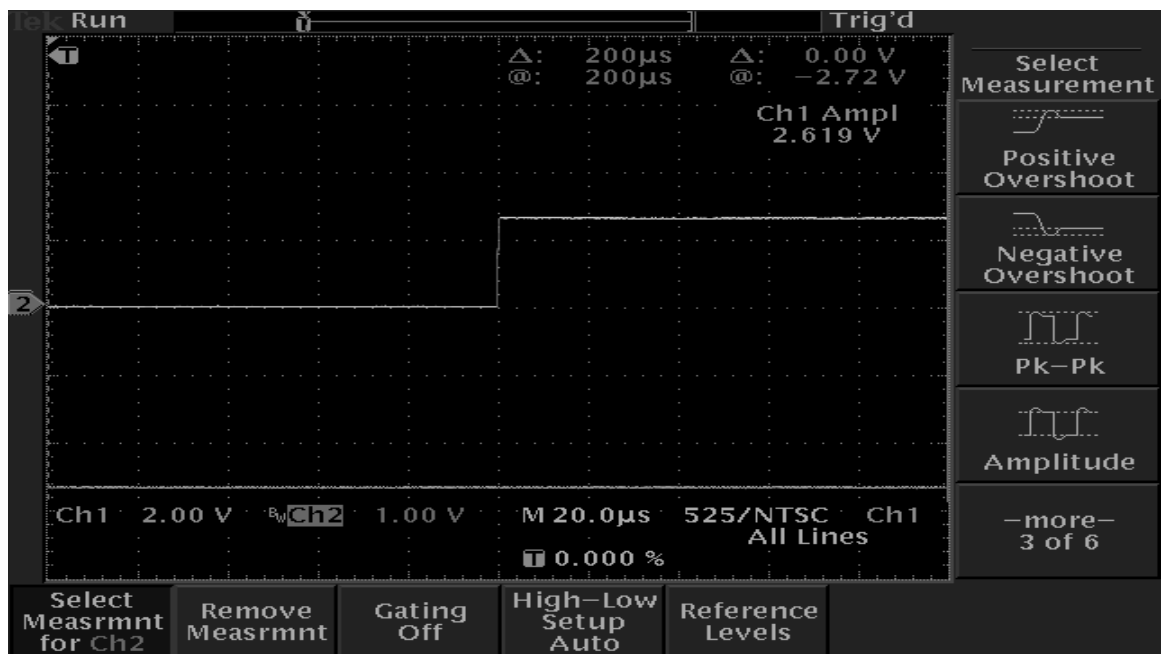 Tek Run Trig'd
T
Δ: 200μs Δ: 0.00 V
@: 200μs @: −2.72 V
Ch1 Ampl
2.619 V
2
Ch1 2.00 V BW Ch2 1.00 V M 20.0μs 525/NTSC Ch1
All Lines
T 0.000 %
Select
Measurement
Positive
Overshoot
Negative
Overshoot
Pk−Pk
Amplitude
−more−
3 of 6
Select
Measrmnt
for Ch2
Remove
Measrmnt
Gating
Off
High−Low
Setup
Auto
Reference
Levels